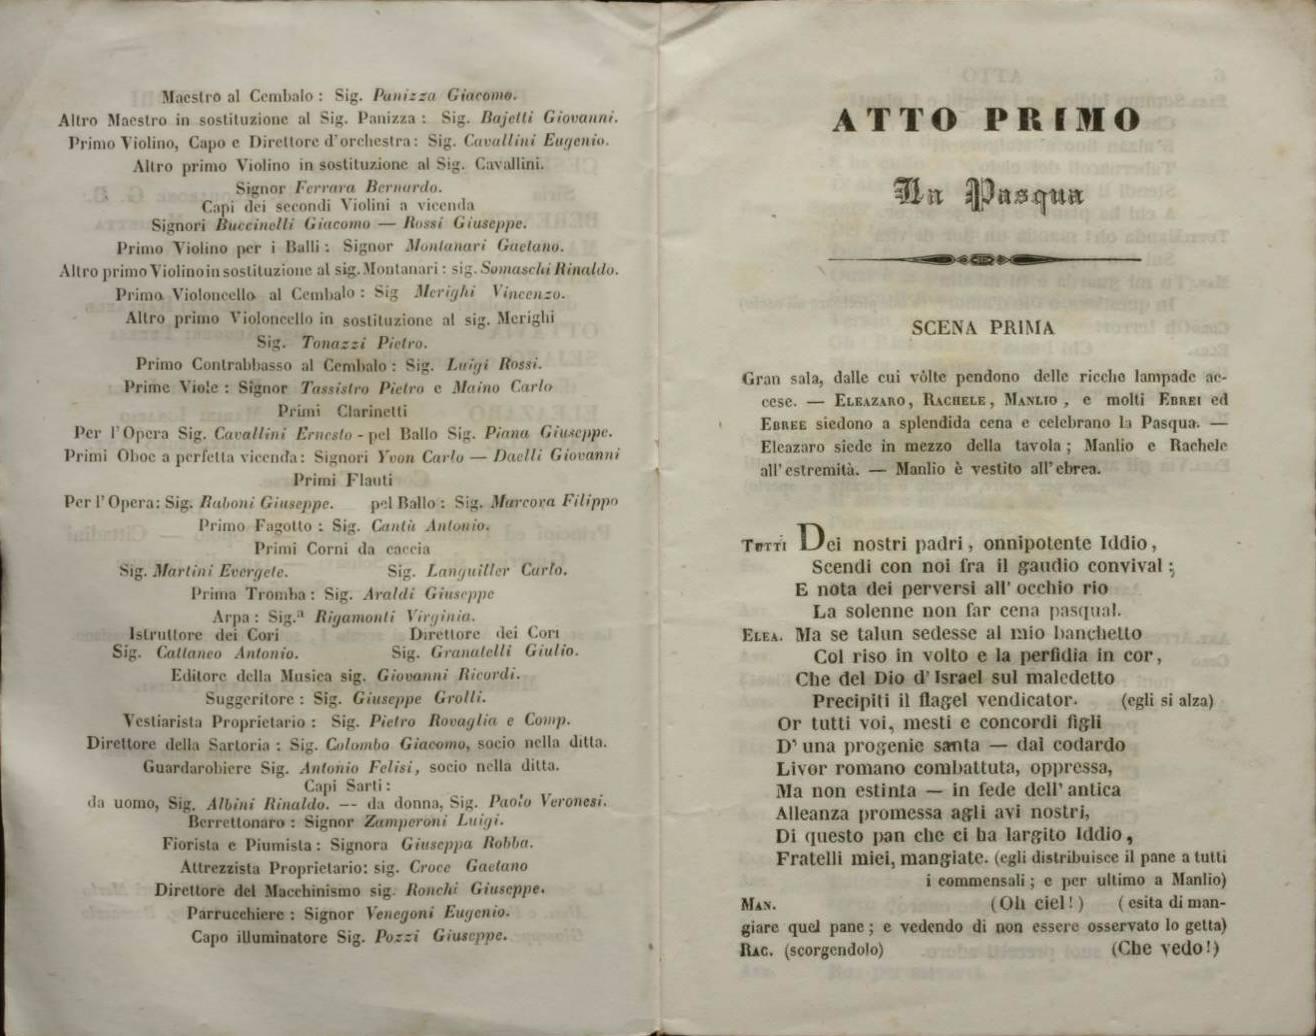 Maestro al Cembalo : Sig. Panizza Giacomo.
Altro Maestro in sostituzione al Sig. Panizza : Sig. Bajetti Giovanni.
Primo Violino, Capo e Direttore d'orchestra : Sig. Cavallini Eugenio.
Altro primo Violino in sostituzione al Sig. Cavallini.
Signor Ferrara Bernardo.
Capi dei secondi Violini a vicenda
Signori Buccinelli Giacomo — Rossi Giuseppe.
Primo Violino per i Balli : Signor Montanari Gaetano.
Altro primo Violino in sostituzione al sig. Montanari : sig. Somaschi Rinaldo.
Primo Violoncello al Cembalo : Sig Merighi Vincenzo.
Altro primo Violoncello in sostituzione al sig. Merighi
Sig. Tonazzi Pietro.
Primo Contrabbasso al Cembalo : Sig. Luigi Rossi.
Prime Viole : Signor Tassistro Pietro e Maino Carlo
Primi Clarinetti
Per l'Opera Sig. Cavallini Ernesto - pel Ballo Sig. Piana Giuseppe.
Primi Oboe a perfetta vicenda : Signori Yvon Carlo — Daelli Giovanni
Primi Flauti
Per l'Opera : Sig. Raboni Giuseppe. pel Ballo : Sig. Marcora Filippo
Primo Fagotto : Sig. Cantù Antonio.
Primi Corni da caccia
Sig. Martini Evergete. Sig. Languiller Carlo.
Prima Tromba : Sig. Araldi Giuseppe
Arpa : Sig.ª Rigamonti Virginia.
Istruttore dei Cori Direttore dei Cori
Sig. Cattaneo Antonio. Sig. Granatelli Giulio.
Editore della Musica sig. Giovanni Ricordi.
Suggeritore : Sig. Giuseppe Grolli.
Vestiarista Proprietario : Sig. Pietro Rovaglia e Comp.
Direttore della Sartoria : Sig. Colombo Giacomo, socio nella ditta.
Guardarobiere Sig. Antonio Felisi, socio nella ditta.
Capi Sarti :
da uomo, Sig. Albini Rinaldo. — da donna, Sig. Paolo Veronesi.
Berrettonaro : Signor Zamperoni Luigi.
Fiorista e Piumista : Signora Giuseppa Robba.
Attrezzista Proprietario : sig. Croce Gaetano
Direttore del Macchinismo sig. Ronchi Giuseppe.
Parrucchiere : Signor Venegoni Eugenio.
Capo illuminatore Sig. Pozzi Giuseppe.
ATTO PRIMO
La Pasqua
SCENA PRIMA
Gran sala, dalle cui vôlte pendono delle ricche lampade ac-
cese. — ELEAZARO, RACHELE, MANLIO, e molti EBREI ed
EBREE siedono a splendida cena e celebrano la Pasqua. —
Eleazaro siede in mezzo della tavola ; Manlio e Rachele
all'estremità. — Manlio è vestito all'ebrea.
TUTTI Dei nostri padri, onnipotente Iddio,
Scendi con noi fra il gaudio convival ;
E nota dei perversi all' occhio rio
La solenne non far cena pasqual.
ELEA. Ma se talun sedesse al mio banchetto
Col riso in volto e la perfidia in cor,
Che del Dio d' Israel sul maledetto
Precipiti il flagel vendicator. (egli si alza)
Or tutti voi, mesti e concordi figli
D' una progenie santa — dal codardo
Livor romano combattuta, oppressa,
Ma non estinta — in fede dell' antica
Alleanza promessa agli avi nostri,
Di questo pan che ci ha largito Iddio,
Fratelli miei, mangiate. (egli distribuisce il pane a tutti
i commensali ; e per ultimo a Manlio)
MAN. (Oh ciel!) (esita di man-
giare quel pane ; e vedendo di non essere osservato lo getta)
RAC. (scorgendolo) (Che vedo!)